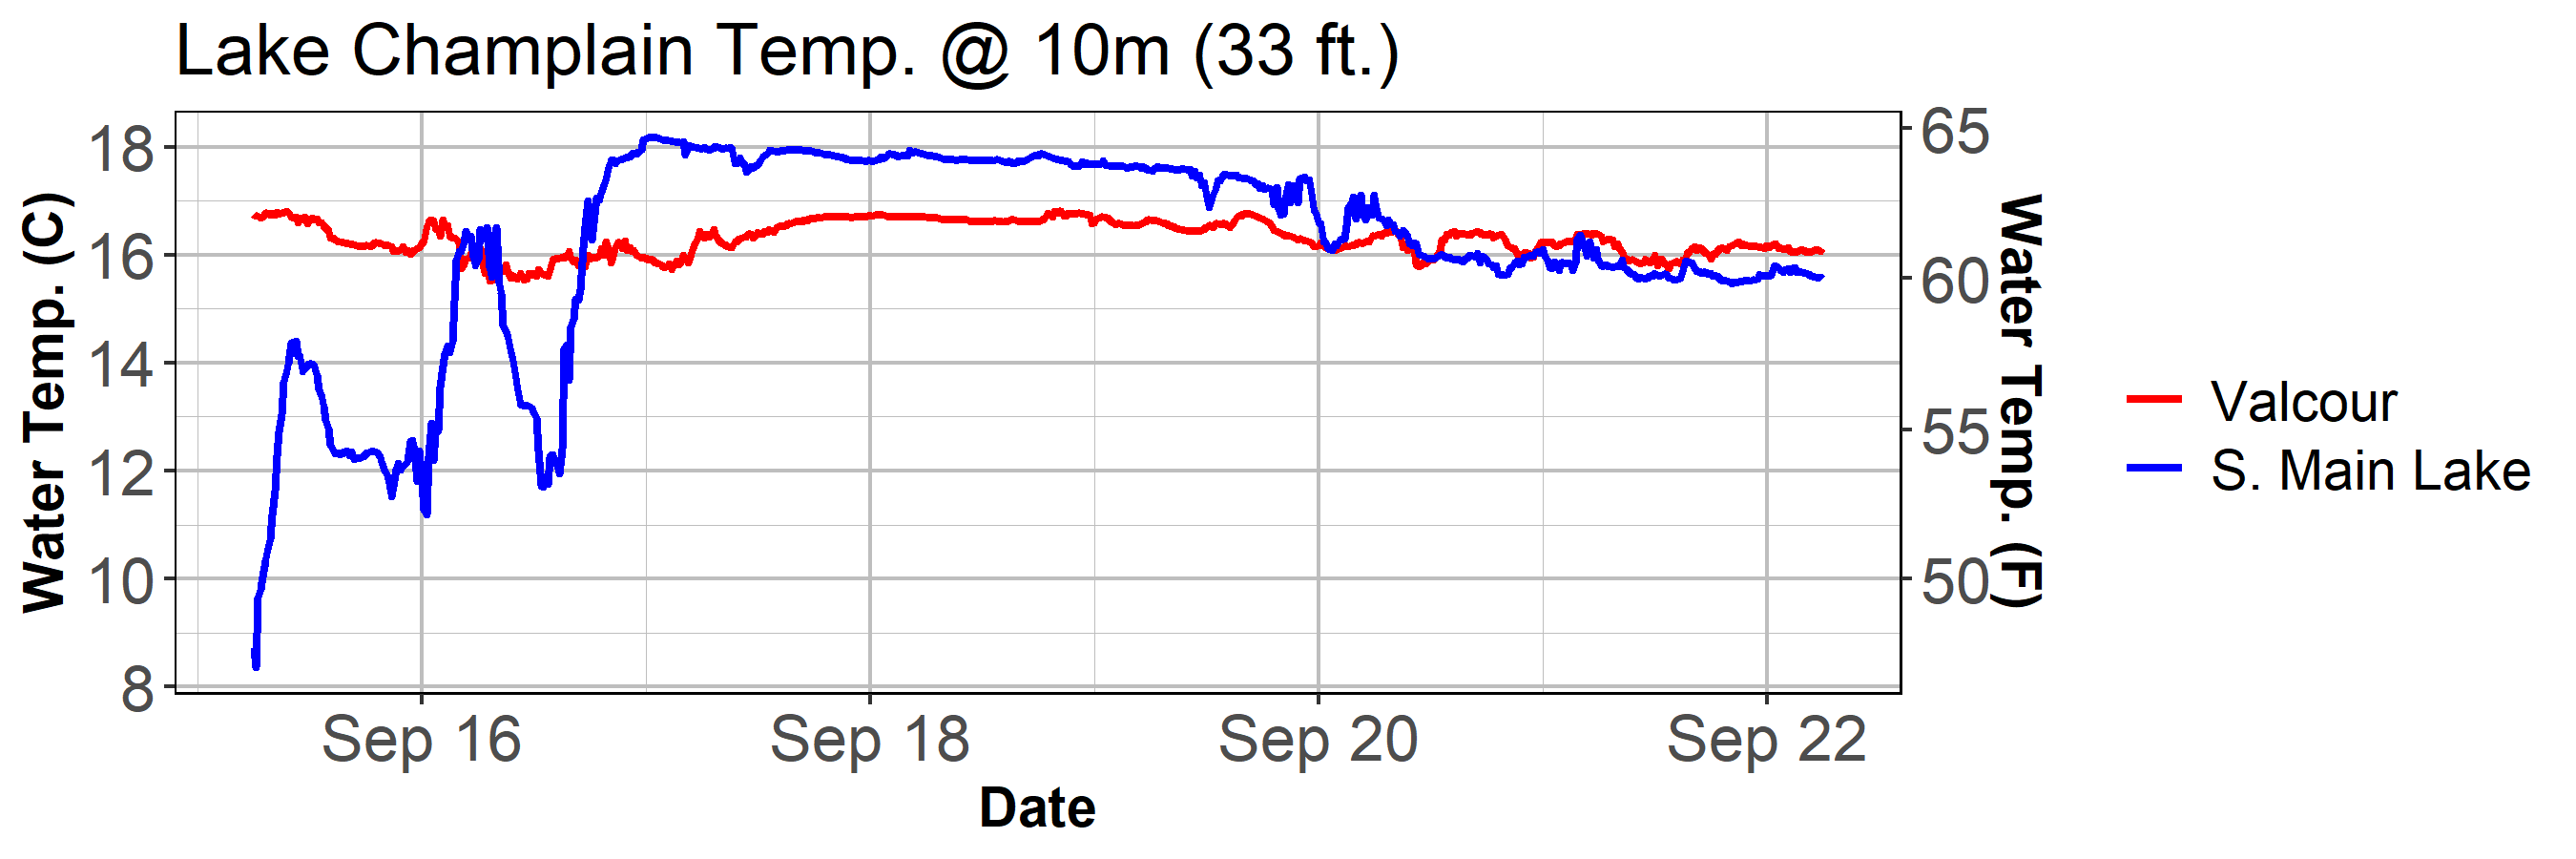 Lake Champlain Temp. @ 10m (33 ft.)
Water Temp. (C)
18
16
14
12
10
8
65
60
55
50
Water Temp. (F)
Sep 16
Sep 18
Sep 20
Sep 22
Date
Valcour
S. Main Lake